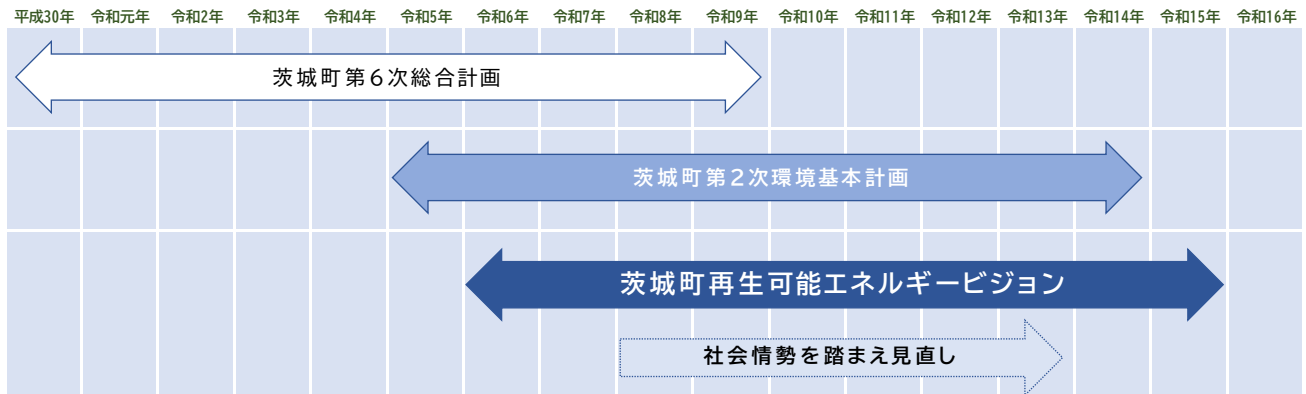 平成30年 令和元年 令和2年 令和3年 令和4年 令和5年 令和6年 令和7年 令和8年 令和9年 令和10年 令和11年 令和12年 令和13年 令和14年 令和15年 令和16年
茨城町第6次総合計画
茨城町第2次環境基本計画
茨城町再生可能エネルギービジョン
社会情勢を踏まえ見直し